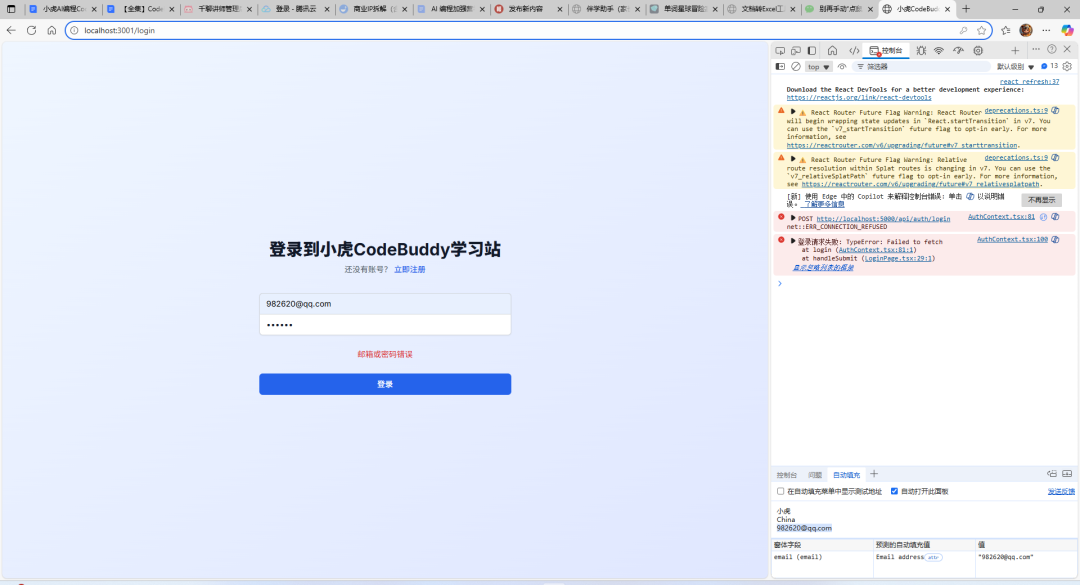 小虎AI编程Co
【全集】Code
千聊讲师管理
登录 - 腾讯云
商业IP拆解
AI 编程加强
发布新内容
伴学助手
单词星球冒险
文档转Excel工
别再手动"点
小虎CodeBud
localhost:3001/login
控制台
top
筛选器
默认级别
13
react refresh:37
Download the React DevTools for a better development experience:
https://reactjs.org/link/react-devtools
React Router Future Flag Warning: React Router deprecations.ts:9
will begin wrapping state updates in `React.startTransition` in v7. You
can use the `v7_startTransition` future flag to opt-in early. For more
information, see
https://reactrouter.com/v6/upgrading/future#v7_starttransition.
React Router Future Flag Warning: Relative deprecations.ts:9
route resolution within Splat routes is changing in v7. You can use the
`v7_relativeSplatPath` future flag to opt-in early. For more information,
see https://reactrouter.com/v6/upgrading/future#v7_relativesplatpath.
[新] 使用 Edge 中的 Copilot 来解释控制台错误: 单击 以说明错
误。 了解更多信息
不再显示
POST http://localhost:5000/api/auth/login AuthContext.tsx:81
net::ERR_CONNECTION_REFUSED
登录请求失败: TypeError: Failed to fetch AuthContext.tsx:100
at login (AuthContext.tsx:81:1)
at handleSubmit (LoginPage.tsx:29:1)
显示忽略列表的框架
登录到小虎CodeBuddy学习站
还没有账号? 立即注册
982620@qq.com
••••••
邮箱或密码错误
登录
控制台 问题 自动填充
在自动填充菜单中显示测试地址 自动打开此面板 发送反馈
小虎
China
982620@qq.com
窗体字段 预测的自动填充值 值
email (email) Email address attr "982620@qq.com"